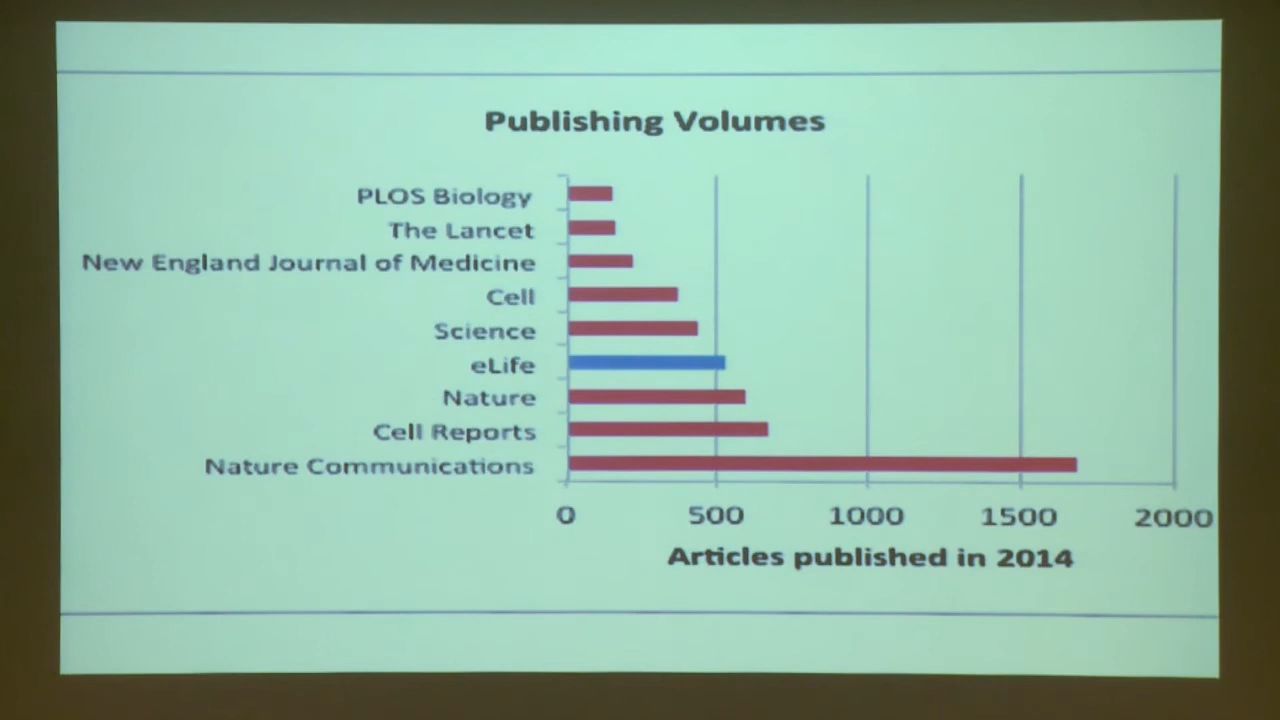 Publishing Volumes
PLOS Biology
The Lancet
New England Journal of Medicine
Cell
Science
eLife
Nature
Cell Reports
Nature Communications
0 500 1000 1500 2000
Articles published in 2014